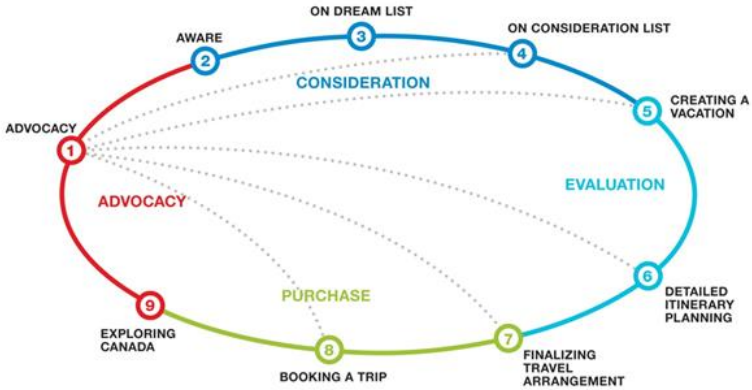 ON DREAM LIST
AWARE
3
ON CONSIDERATION LIST
2
4
CONSIDERATION
CREATING A
VACATION
5
ADVOCACY
1
EVALUATION
ADVOCACY
6
DETAILED
ITINERARY
PLANNING
PURCHASE
9
EXPLORING
CANADA
8
7
BOOKING A TRIP
FINALIZING
TRAVEL
ARRANGEMENT